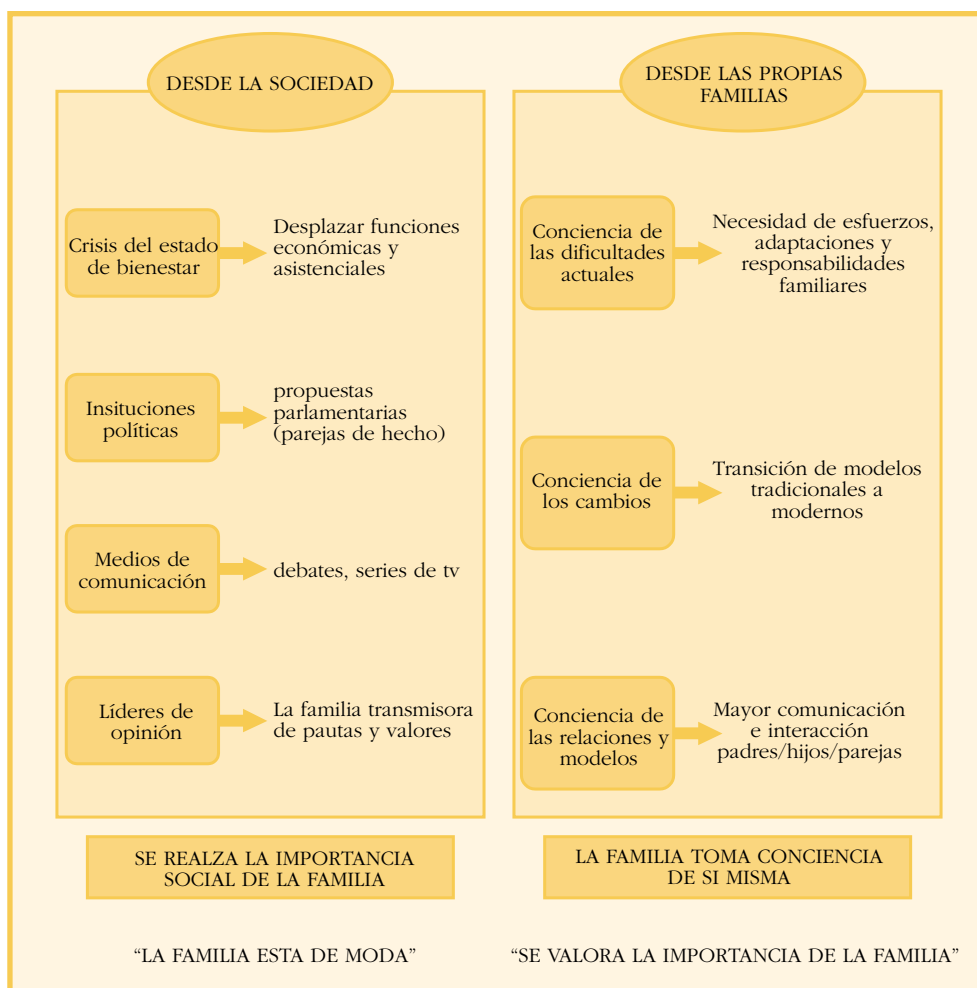 DESDE LA SOCIEDAD
Crisis del estado
de bienestar
Desplazar funciones
económicas y
asistenciales
Insituciones
políticas
propuestas
parlamentarias
(parejas de hecho)
Medios de
comunicación
debates, series de tv
Líderes de
opinión
La familia transmisora
de pautas y valores
SE REALZA LA IMPORTANCIA
SOCIAL DE LA FAMILIA
“LA FAMILIA ESTA DE MODA”
DESDE LAS PROPIAS
FAMILIAS
Conciencia de
las dificultades
actuales
Necesidad de esfuerzos,
adaptaciones y
responsabilidades
familiares
Conciencia de
los cambios
Transición de modelos
tradicionales a
modernos
Conciencia de
las relaciones y
modelos
Mayor comunicación
e interacción
padres/hijos/parejas
LA FAMILIA TOMA CONCIENCIA
DE SI MISMA
“SE VALORA LA IMPORTANCIA DE LA FAMILIA”